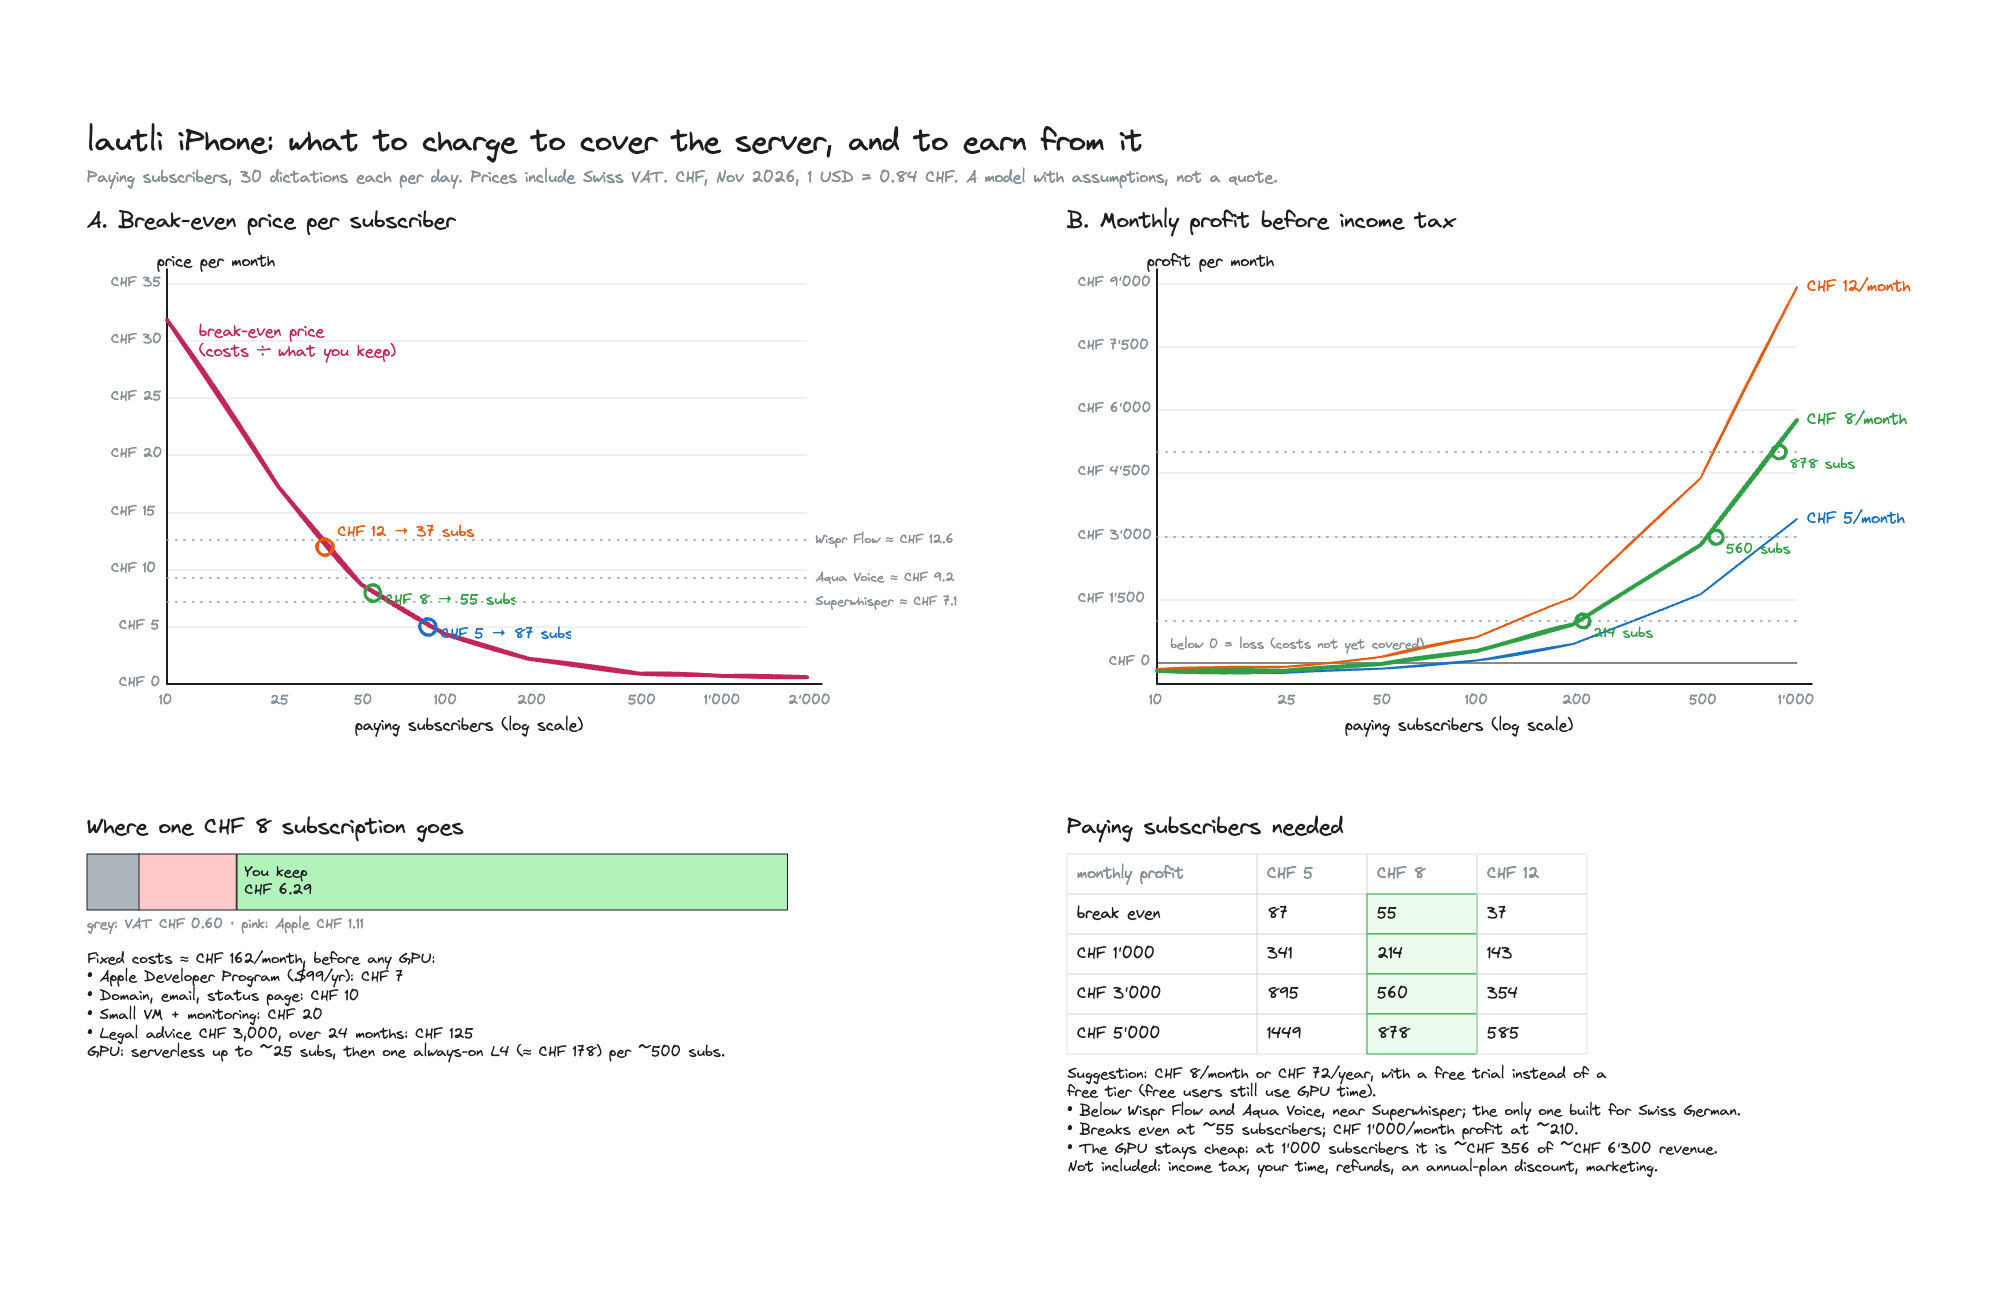 lautli iPhone: what to charge to cover the server, and to earn from it
Paying subscribers, 30 dictations each per day. Prices include Swiss VAT. CHF, Nov 2026, 1 USD = 0.84 CHF. A model with assumptions, not a quote.
A. Break-even price per subscriber
price per month
CHF 35
CHF 30
CHF 25
CHF 20
CHF 15
CHF 10
CHF 5
CHF 0
break-even price
(costs ÷ what you keep)
CHF 12 → 37 subs
CHF 8 → 55 subs
CHF 5 → 87 subs
Wispr Flow ≈ CHF 12.6
Aqua Voice ≈ CHF 9.2
Superwhisper ≈ CHF 7.1
10 25 50 100 200 500 1'000 2'000
paying subscribers (log scale)
B. Monthly profit before income tax
profit per month
CHF 9'000
CHF 7'500
CHF 6'000
CHF 4'500
CHF 3'000
CHF 1'500
CHF 0
CHF 12/month
CHF 8/month
878 subs
CHF 5/month
560 subs
214 subs
below 0 = loss (costs not yet covered)
10 25 50 100 200 500 1'000
paying subscribers (log scale)
Where one CHF 8 subscription goes
You keep
CHF 6.29
grey: VAT CHF 0.60 · pink: Apple CHF 1.11
Fixed costs ≈ CHF 162/month, before any GPU:
• Apple Developer Program ($99/yr): CHF 7
• Domain, email, status page: CHF 10
• Small VM + monitoring: CHF 20
• Legal advice CHF 3,000, over 24 months: CHF 125
GPU: serverless up to ~25 subs, then one always-on L4 (≈ CHF 178) per ~500 subs.
Paying subscribers needed
monthly profit CHF 5 CHF 8 CHF 12
break even 87 55 37
CHF 1'000 341 214 143
CHF 3'000 895 560 354
CHF 5'000 1449 878 585
Suggestion: CHF 8/month or CHF 72/year, with a free trial instead of a
free tier (free users still use GPU time).
• Below Wispr Flow and Aqua Voice, near Superwhisper; the only one built for Swiss German.
• Breaks even at ~55 subscribers; CHF 1'000/month profit at ~210.
• The GPU stays cheap: at 1'000 subscribers it is ~CHF 356 of ~CHF 6'300 revenue.
Not included: income tax, your time, refunds, an annual-plan discount, marketing.